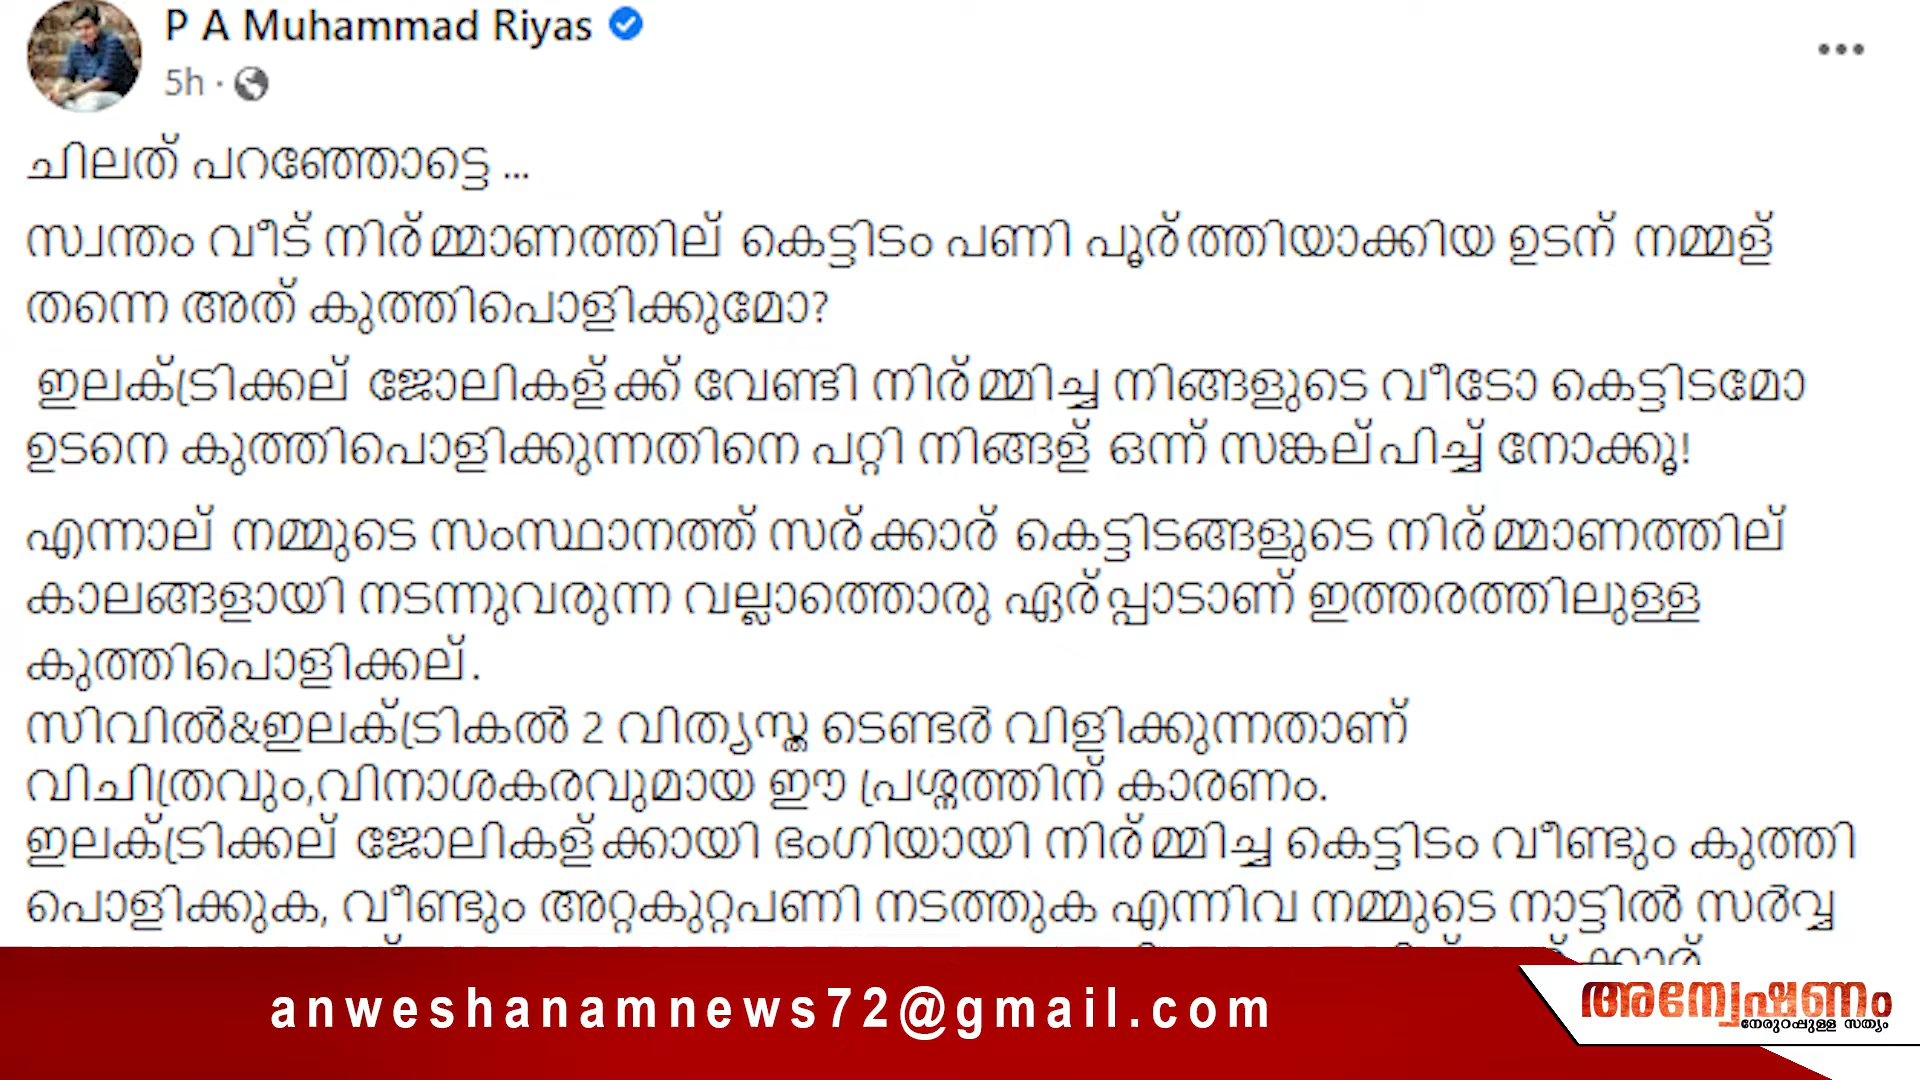 P A Muhammad Riyas
5h ·
ചിലത് പറഞ്ഞോട്ടെ ...
സ്വന്തം വീട് നിര്മ്മാണത്തില് കെട്ടിടം പണി പൂര്ത്തിയാക്കിയ ഉടന് നമ്മള്
തന്നെ അത് കുത്തിപൊളിക്കുമോ?
ഇലക്ട്രിക്കല് ജോലികള്ക്ക് വേണ്ടി നിര്മ്മിച്ച നിങ്ങളുടെ വീടോ കെട്ടിടമോ
ഉടനെ കുത്തിപൊളിക്കുന്നതിനെ പറ്റി നിങ്ങള് ഒന്ന് സങ്കല്പിച്ച് നോക്കൂ!
എന്നാല് നമ്മുടെ സംസ്ഥാനത്ത് സര്ക്കാര് കെട്ടിടങ്ങളുടെ നിര്മ്മാണത്തില്
കാലങ്ങളായി നടന്നുവരുന്ന വല്ലാത്തൊരു ഏര്പ്പാടാണ് ഇത്തരത്തിലുള്ള
കുത്തിപൊളിക്കല്.
സിവിൽ&ഇലക്ട്രികൽ 2 വിത്യസ്ത ടെണ്ടർ വിളിക്കുന്നതാണ്
വിചിത്രവും,വിനാശകരവുമായ ഈ പ്രശ്നത്തിന് കാരണം.
ഇലക്ട്രിക്കല് ജോലികള്ക്കായി ഭംഗിയായി നിര്മ്മിച്ച കെട്ടിടം വീണ്ടും കുത്തി
പൊളിക്കുക, വീണ്ടും അറ്റകുറ്റപണി നടത്തുക എന്നിവ നമ്മുടെ നാട്ടിൽ സർവ്വ
anweshanamnews72@gmail.com
അന്വേഷണം
നേരുറപ്പുള്ള സത്യം